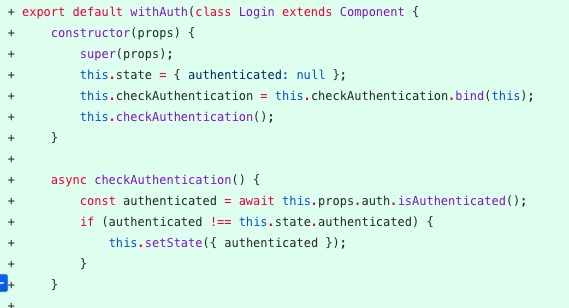 + export default withAuth(class Login extends Component {
+     constructor(props) {
+         super(props);
+         this.state = { authenticated: null };
+         this.checkAuthentication = this.checkAuthentication.bind(this);
+         this.checkAuthentication();
+     }
+
+     async checkAuthentication() {
+         const authenticated = await this.props.auth.isAuthenticated();
+         if (authenticated !== this.state.authenticated) {
+             this.setState({ authenticated });
+         }
+     }
+